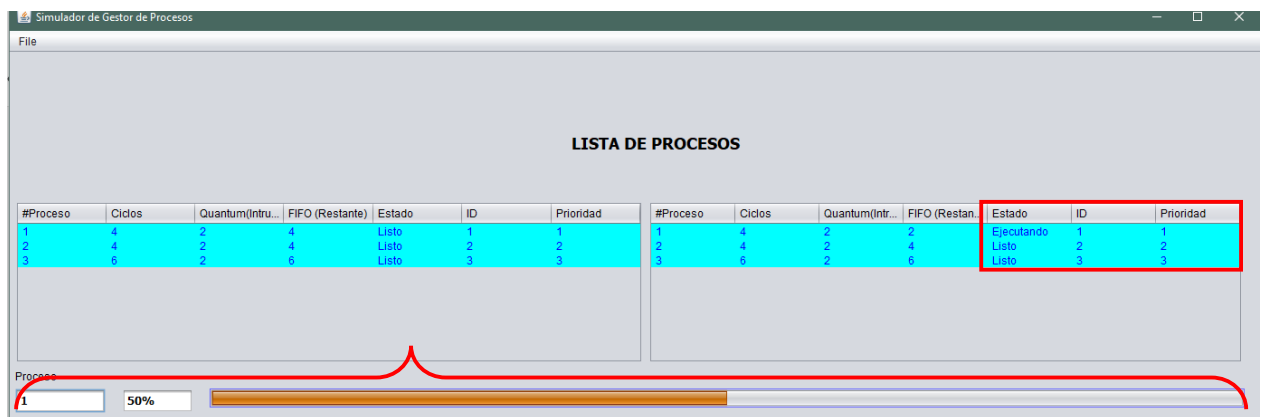 Simulador de Gestor de Procesos
File
LISTA DE PROCESOS
#Proceso Ciclos Quantum(Intru... FIFO (Restante) Estado ID Prioridad
1 4 2 4 Listo 1 1
2 4 2 4 Listo 2 2
3 6 2 6 Listo 3 3
#Proceso Ciclos Quantum(Intr... FIFO (Restan... Estado ID Prioridad
1 4 2 2 Ejecutando 1 1
2 4 2 4 Listo 2 2
3 6 2 6 Listo 3 3
Proceso
1 50%